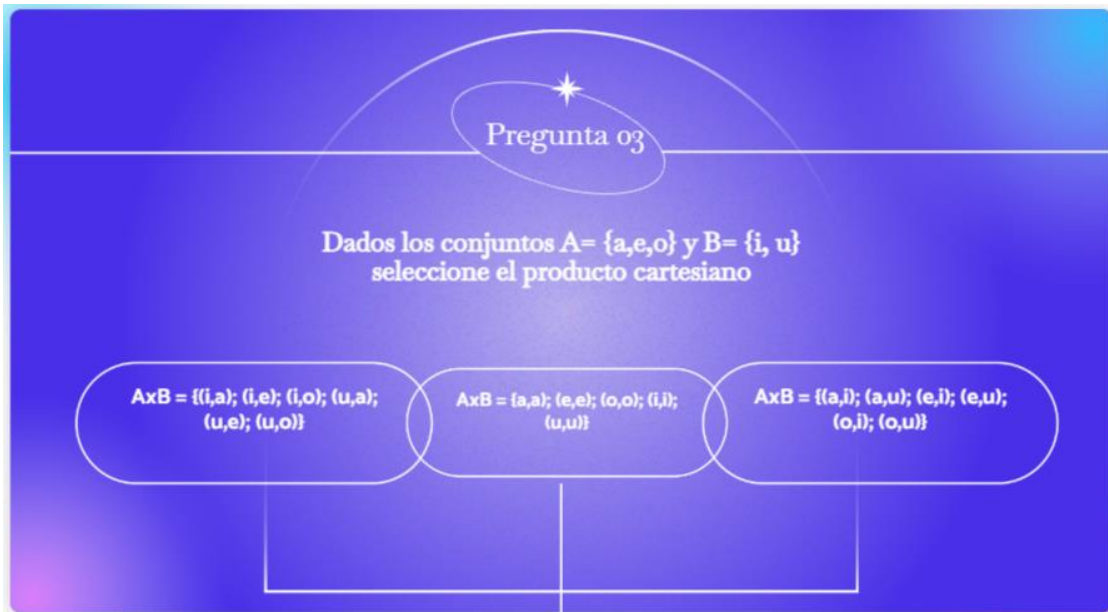 Pregunta 03
Dados los conjuntos A= {a,e,o} y B= {i, u}
seleccione el producto cartesiano
AxB = {(i,a); (i,e); (i,o); (u,a);
(u,e); (u,o)}
AxB = {a,a); (e,e); (o,o); (i,i);
(u,u)}
AxB = {(a,i); (a,u); (e,i); (e,u);
(o,i); (o,u)}